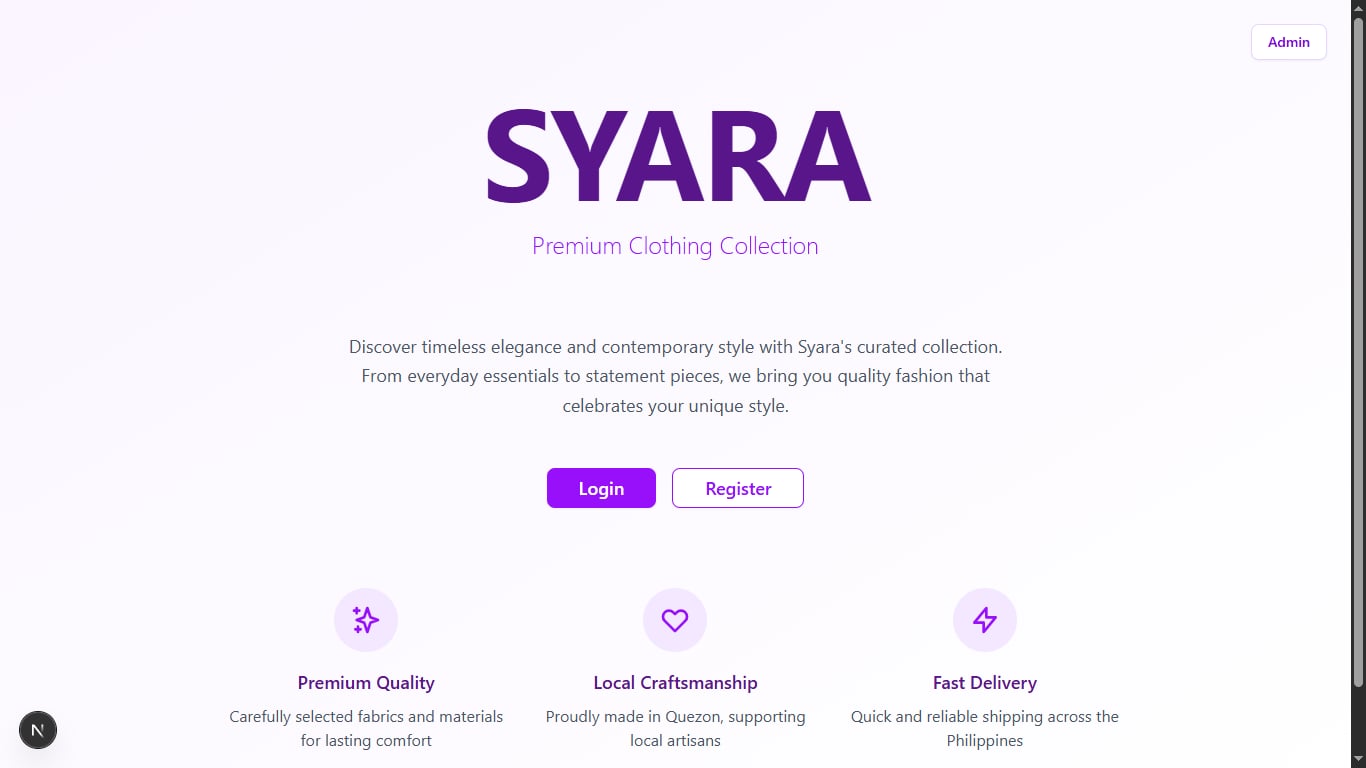 Admin
SYARA
Premium Clothing Collection
Discover timeless elegance and contemporary style with Syara's curated collection.
From everyday essentials to statement pieces, we bring you quality fashion that
celebrates your unique style.
Login
Register
Premium Quality
Carefully selected fabrics and materials
for lasting comfort
Local Craftsmanship
Proudly made in Quezon, supporting
local artisans
Fast Delivery
Quick and reliable shipping across the
Philippines
N